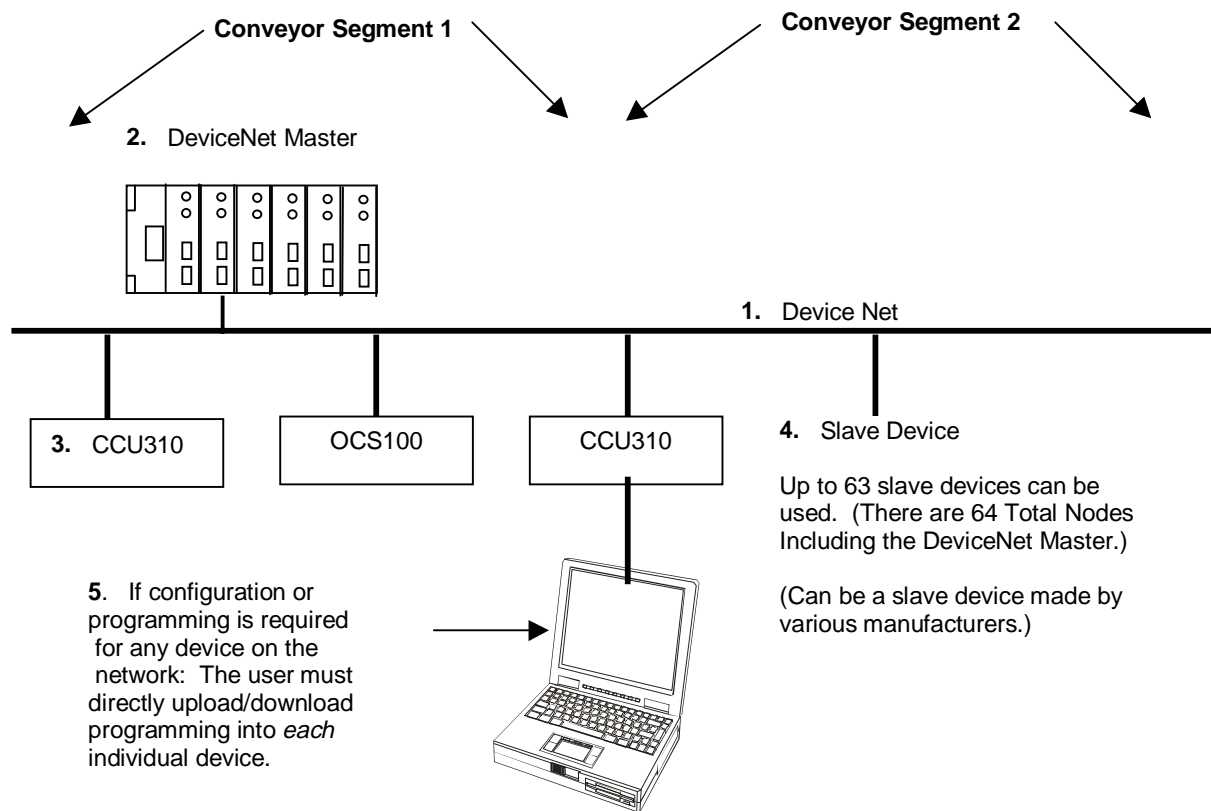 Conveyor Segment 1
Conveyor Segment 2
2. DeviceNet Master
1. Device Net
3. CCU310
OCS100
CCU310
4. Slave Device
Up to 63 slave devices can be
used. (There are 64 Total Nodes
Including the DeviceNet Master.)
(Can be a slave device made by
various manufacturers.)
5. If configuration or
programming is required
for any device on the
network: The user must
directly upload/download
programming into each
individual device.